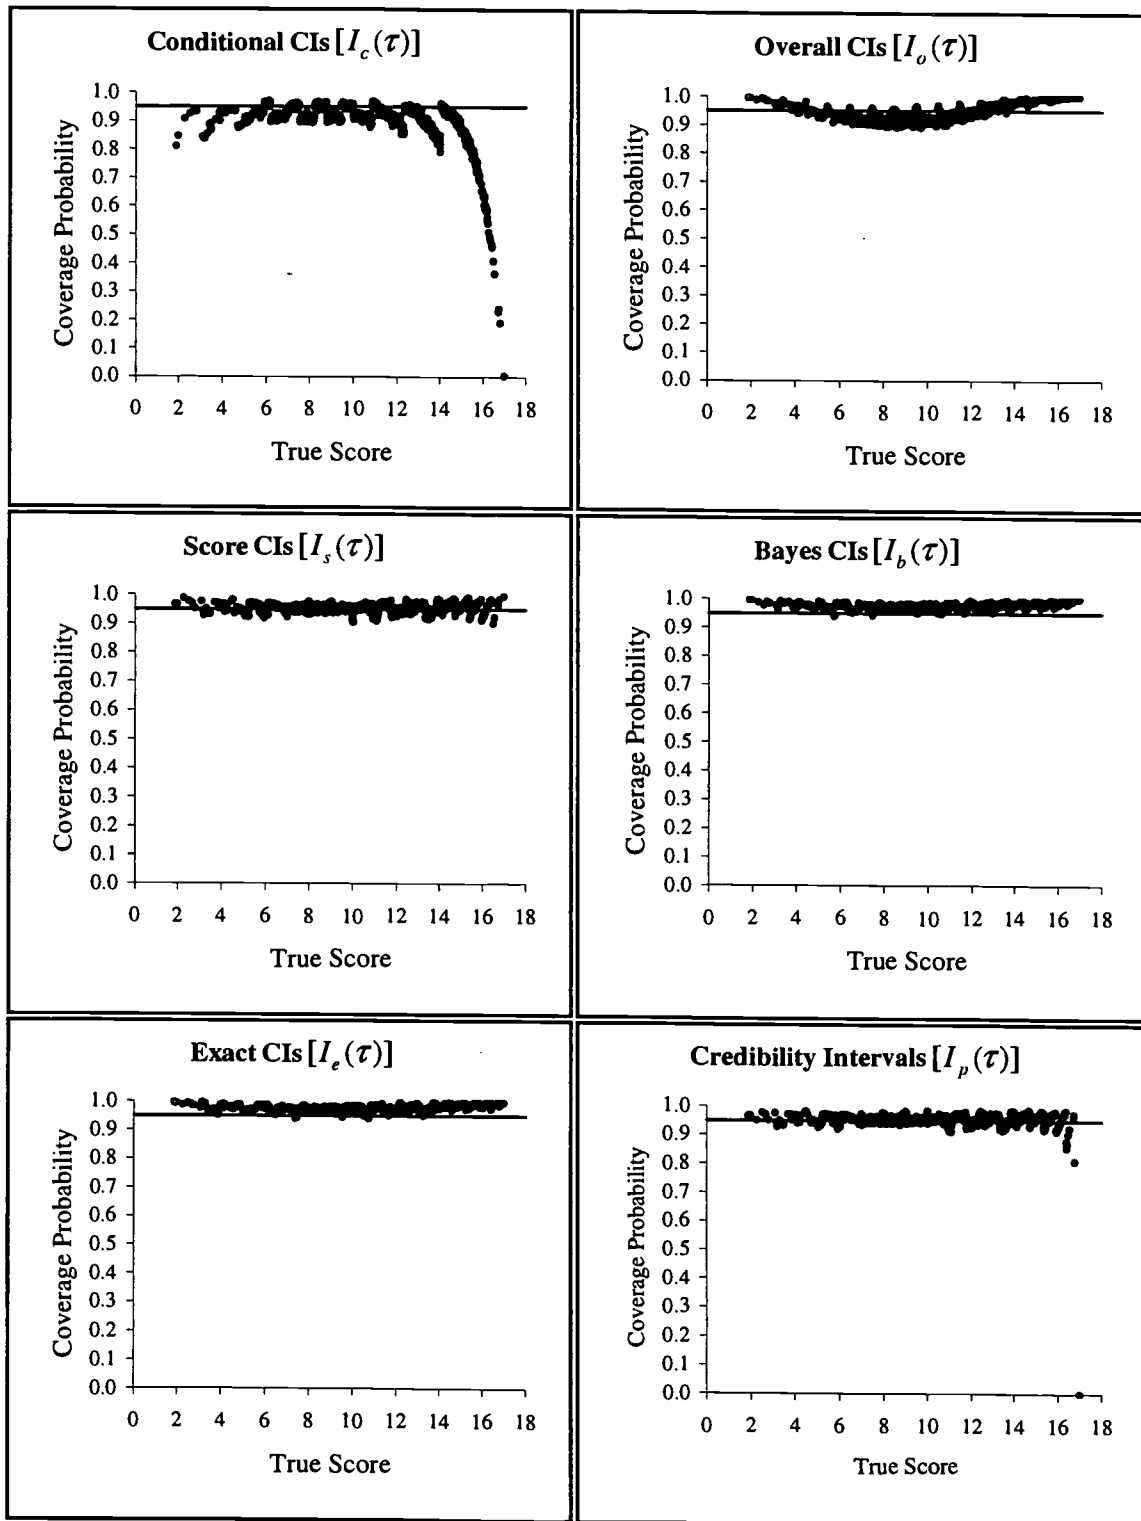 Conditional CIs [I_c(τ)]
Coverage Probability
1.0
0.9
0.8
0.7
0.6
0.5
0.4
0.3
0.2
0.1
0.0
0 2 4 6 8 10 12 14 16 18
True Score
Overall CIs [I_o(τ)]
Coverage Probability
1.0
0.9
0.8
0.7
0.6
0.5
0.4
0.3
0.2
0.1
0.0
0 2 4 6 8 10 12 14 16 18
True Score
Score CIs [I_s(τ)]
Coverage Probability
1.0
0.9
0.8
0.7
0.6
0.5
0.4
0.3
0.2
0.1
0.0
0 2 4 6 8 10 12 14 16 18
True Score
Bayes CIs [I_b(τ)]
Coverage Probability
1.0
0.9
0.8
0.7
0.6
0.5
0.4
0.3
0.2
0.1
0.0
0 2 4 6 8 10 12 14 16 18
True Score
Exact CIs [I_e(τ)]
Coverage Probability
1.0
0.9
0.8
0.7
0.6
0.5
0.4
0.3
0.2
0.1
0.0
0 2 4 6 8 10 12 14 16 18
True Score
Credibility Intervals [I_p(τ)]
Coverage Probability
1.0
0.9
0.8
0.7
0.6
0.5
0.4
0.3
0.2
0.1
0.0
0 2 4 6 8 10 12 14 16 18
True Score